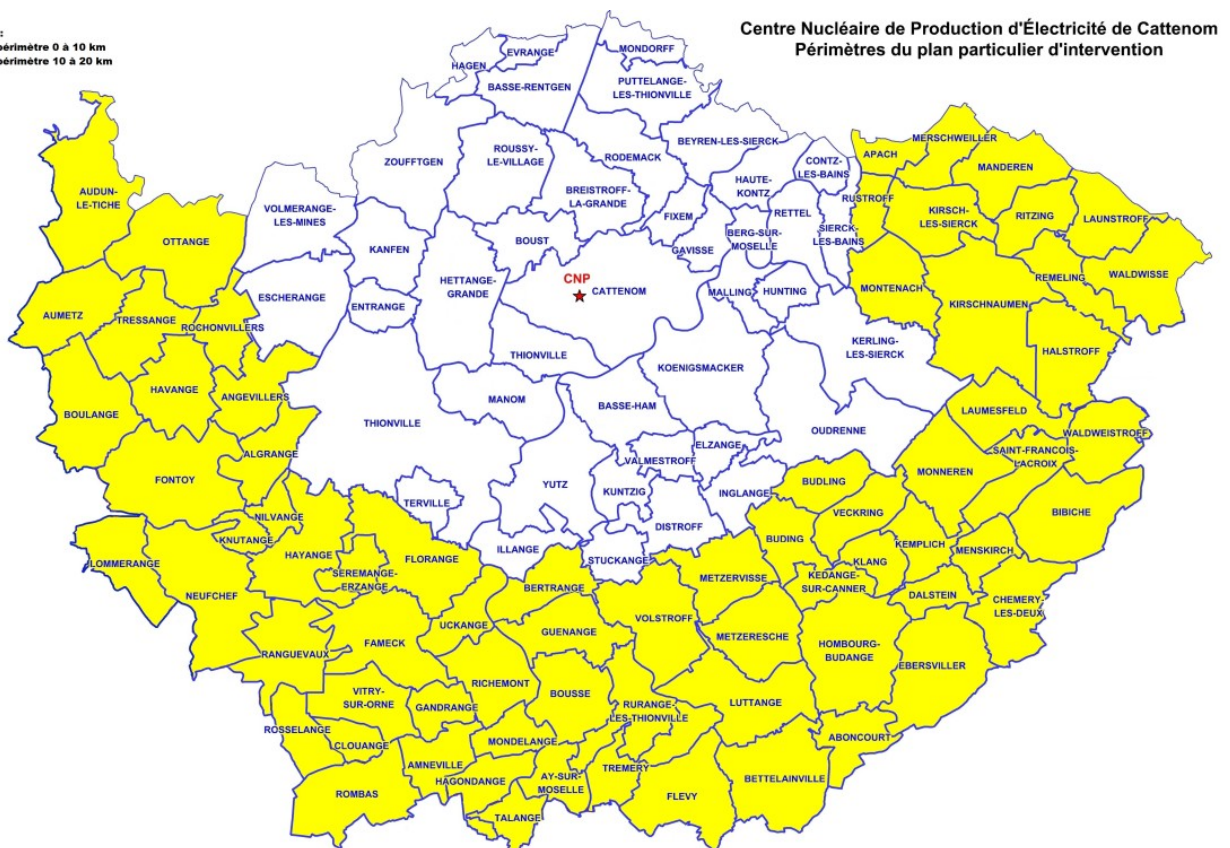 :
périmètre 0 à 10 km
périmètre 10 à 20 km
Centre Nucléaire de Production d'Électricité de Cattenom
Périmètres du plan particulier d'intervention
HAGEN
EVRANGE
MONDORFF
BASSE-RENTGEN
PUTTELANGE-
LES-THIONVILLE
AUDUN-
LE-TICHE
ZOUFFTGEN
ROUSSY-
LE-VILLAGE
RODEMACK
BEYREN-LES-SIERCK
CONTZ-
LES-BAINS
APACH
MERSCHWEILLER
MANDEREN
VOLMERANGE-
LES-MINES
BREISTROFF-
LA-GRANDE
HAUTE-
KONTZ
RUSTROFF
OTTANGE
KANFEN
BOUST
FIXEM
RETTEL
KIRSCH-
LES-SIERCK
RITZING
LAUNSTROFF
GAVISSE
BERG-SUR-
MOSELLE
SIERCK-
LES-BAINS
ESCHERANGE
HETTANGE-
GRANDE
CNP
CATTENOM
MALLING
HUNTING
MONTENACH
REMELING
WALDWISSE
AUMETZ
TRESSANGE
ROCHONVILLERS
ENTRANGE
KIRSCHNAUMEN
THIONVILLE
KERLING-
LES-SIERCK
HALSTROFF
KOENIGSMACKER
BOULANGE
HAVANGE
ANGEVILLERS
MANOM
BASSE-HAM
THIONVILLE
OUDRENNE
LAUMESFELD
WALDWEISTROFF
ALGRANGE
ELZANGE
VALMESTROFF
SAINT-FRANCOIS-
LACROIX
FONTOY
YUTZ
KUNTZIG
INGLANGE
BUDLING
MONNEREN
TERVILLE
NILVANGE
DISTROFF
VECKRING
BIBICHE
KNUTANGE
HAYANGE
FLORANGE
ILLANGE
STUCKANGE
BUDING
KEMPLICH
MENSKIRCH
LOMMERANGE
SEREMANGE-
ERZANGE
BERTRANGE
METZERVISSE
KEDANGE-
SUR-CANNER
KLANG
NEUFCHEF
DALSTEIN
CHEMERY-
LES-DEUX
UCKANGE
GUENANGE
VOLSTROFF
METZERESCHE
HOMBOURG-
BUDANGE
EBERSVILLER
RANGUEVAUX
FAMECK
RICHEMONT
BOUSSE
VITRY-
SUR-ORNE
GANDRANGE
RURANGE-
LES-THIONVILLE
LUTTANGE
ROSSELANGE
CLOUANGE
MONDELANGE
ABONCOURT
AMNEVILLE
HAGONDANGE
AY-SUR-
MOSELLE
TREMERY
BETTELAINVILLE
ROMBAS
FLEVY
TALANGE